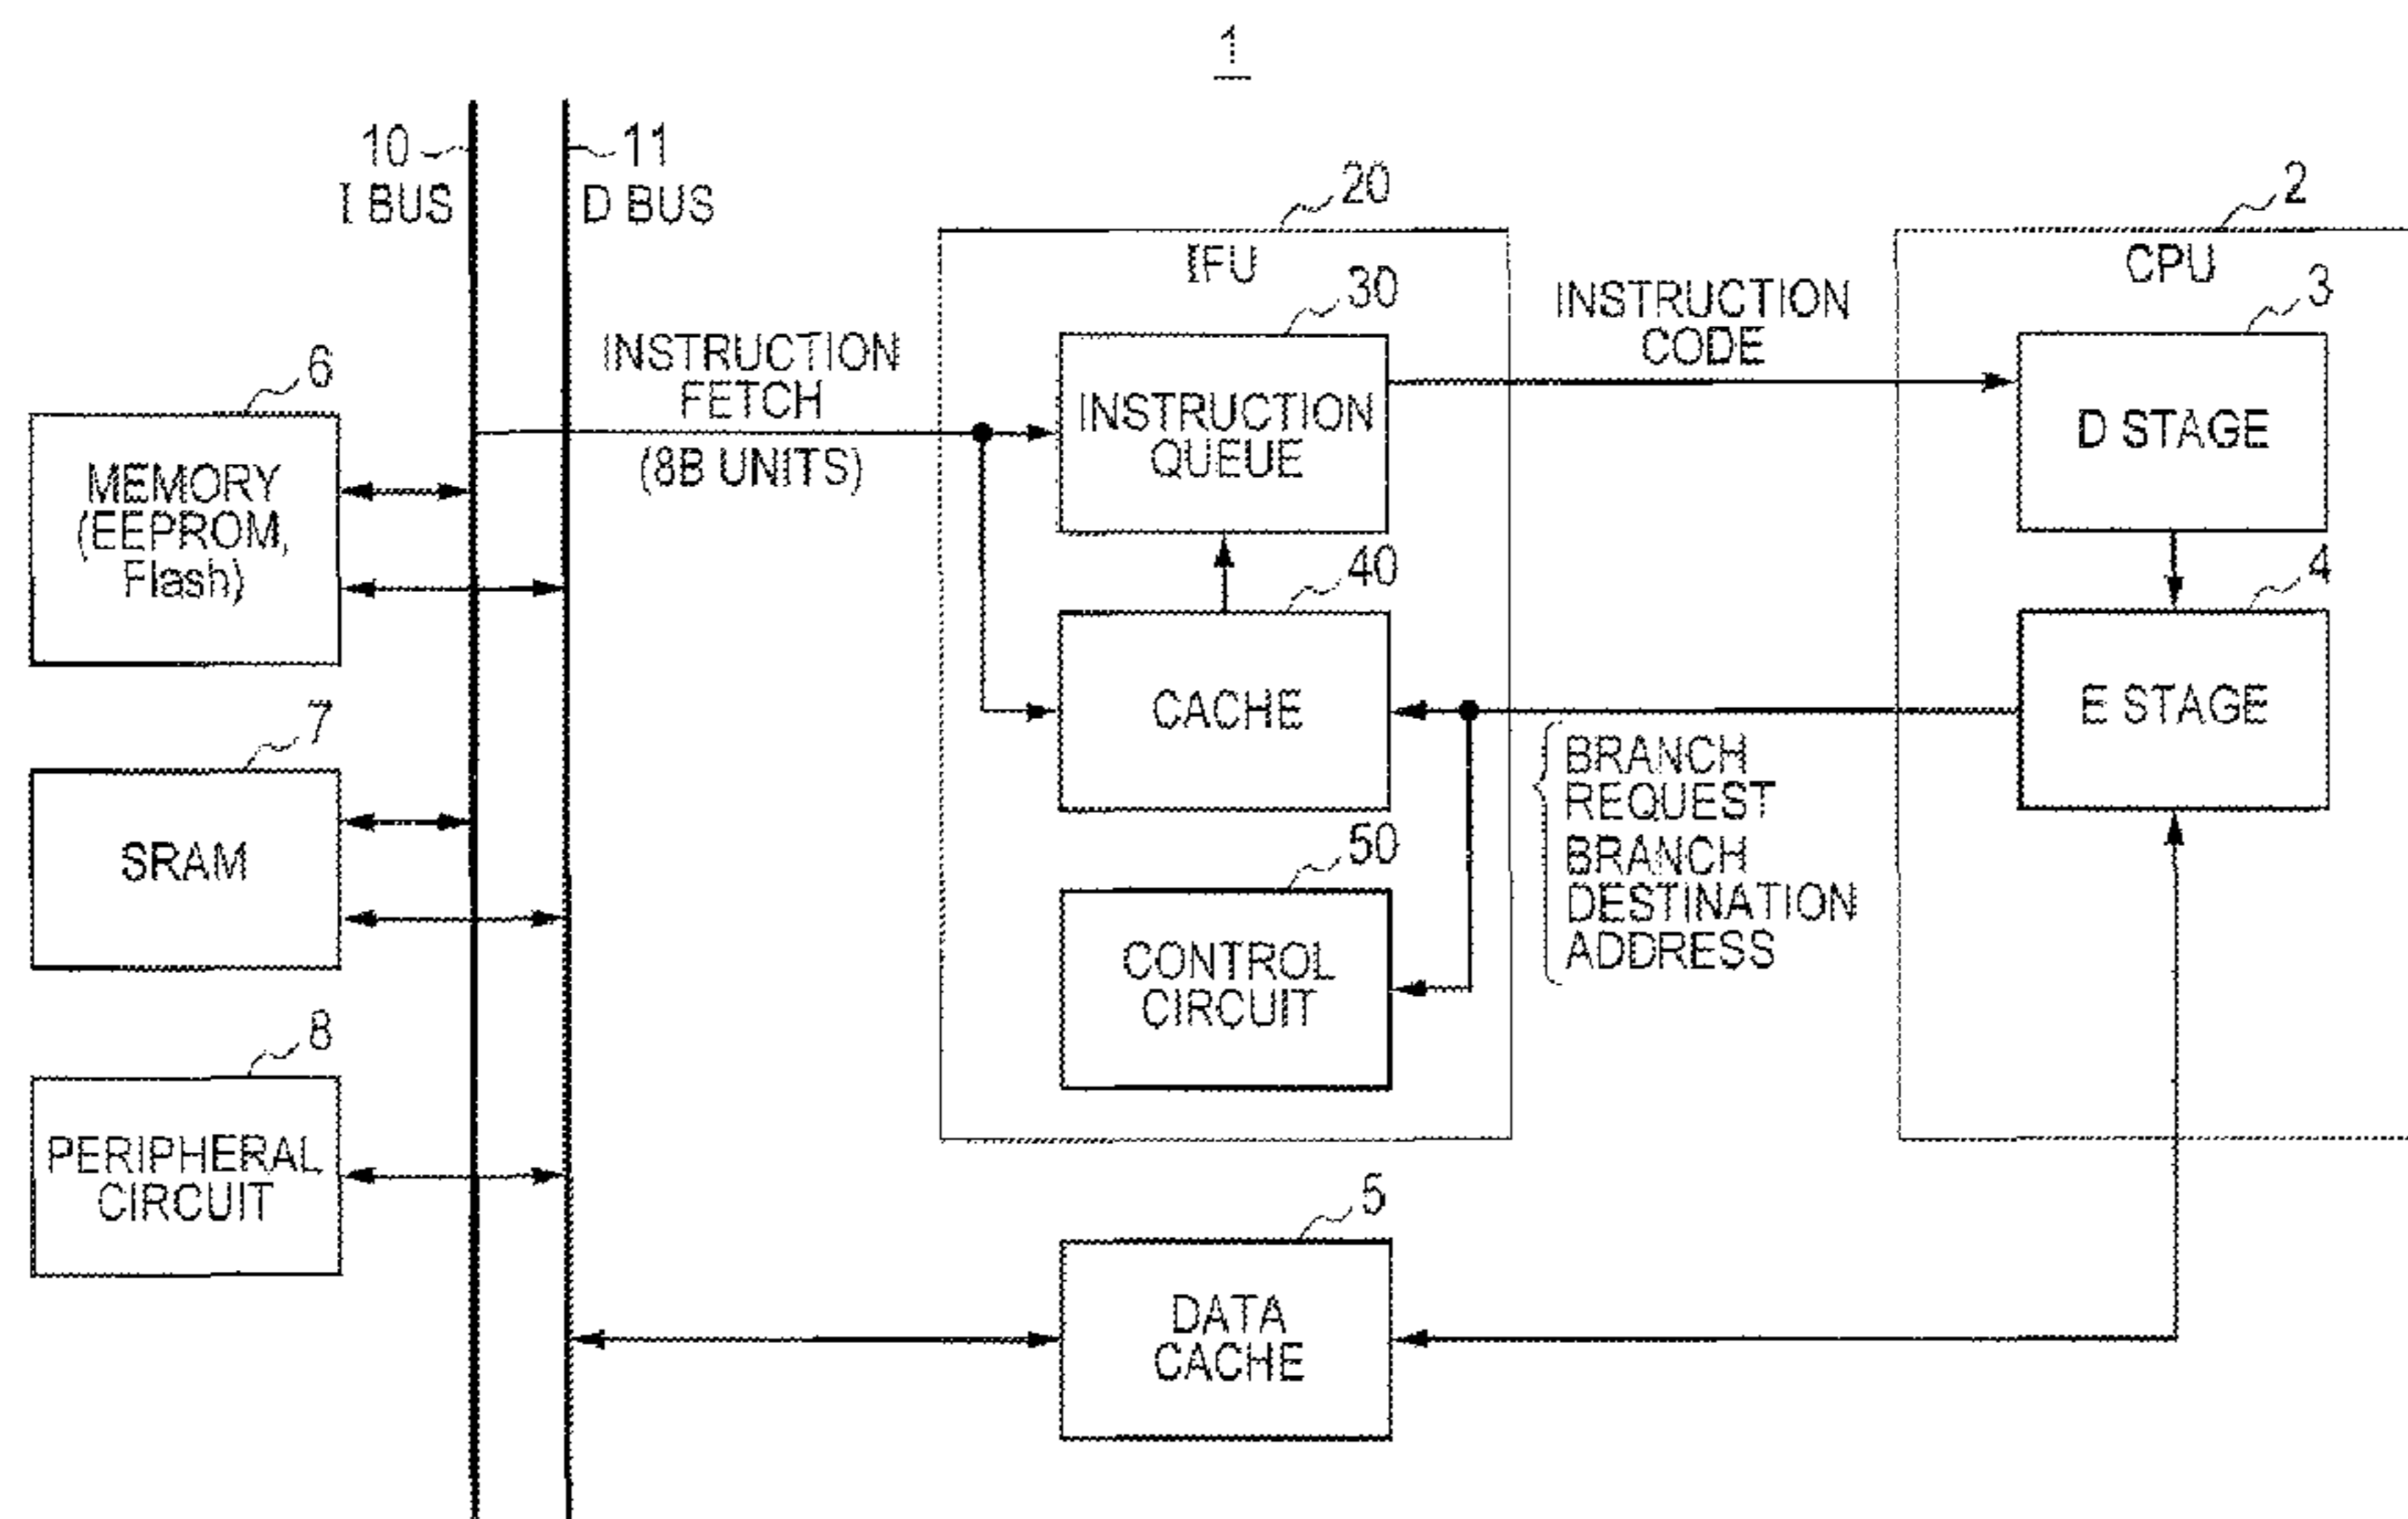 1
10
I BUS
11
D BUS
20
IFU
2
CPU
6
MEMORY
(EEPROM,
Flash)
INSTRUCTION
FETCH
(8B UNITS)
30
INSTRUCTION
QUEUE
INSTRUCTION
CODE
3
D STAGE
40
CACHE
4
E STAGE
7
SRAM
BRANCH
REQUEST
BRANCH
DESTINATION
ADDRESS
50
CONTROL
CIRCUIT
8
PERIPHERAL
CIRCUIT
5
DATA
CACHE